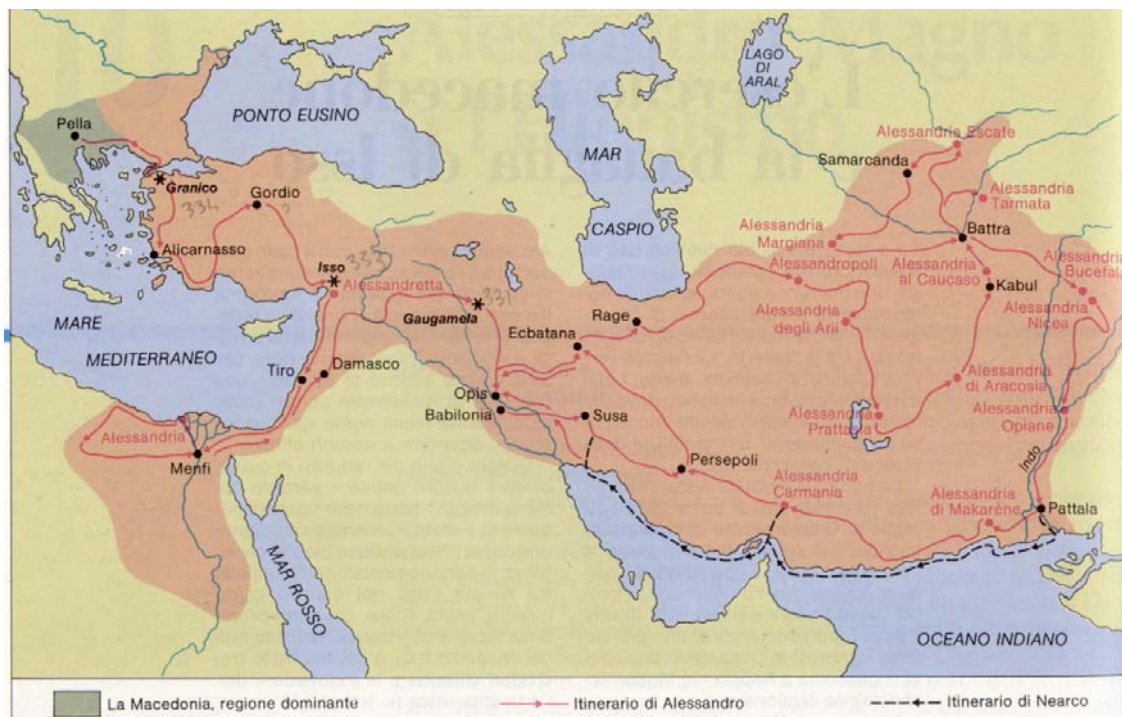 PONTO EUSINO
LAGO
DI
ARAL
Pella
Granico
334
Gordio
Alicarnasso
Isso
333
Alessandretta
MARE
MEDITERRANEO
Tiro
Damasco
Alessandria
Menfi
MAR ROSSO
MAR
CASPIO
Gaugamela
331
Ecbatana
Rage
Opis
Babilonia
Susa
Persepoli
Samarcanda
Alessandria Escate
Alessandria
Tarmata
Alessandria
Margiana
Battra
Alessandropoli
Alessandria
al Caucaso
Kabul
Alessandria
Bucefal
Alessandria
Nicea
Alessandria
degli Arii
Alessandria
di Aracosia
Alessandria
Prattasia
Alessandria
Opiane
Indo
Alessandria
Carmania
Alessandria
di Makarène
Pattala
OCEANO INDIANO
La Macedonia, regione dominante
Itinerario di Alessandro
Itinerario di Nearco